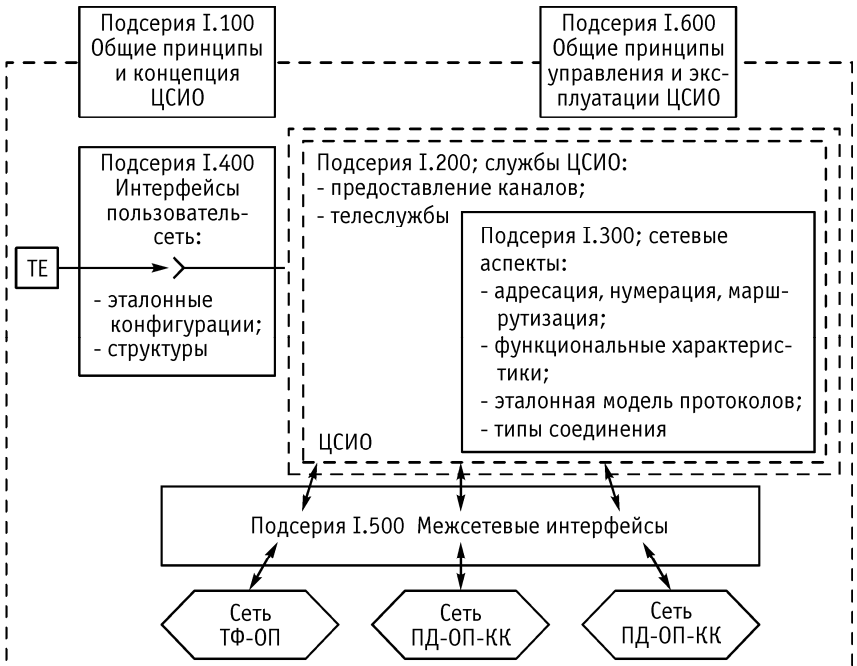 Подсерия I.100
Общие принципы
и концепция
ЦСИО
Подсерия I.600
Общие принципы
управления и экс-
плуатации ЦСИО
Подсерия I.400
Интерфейсы
пользователь-
сеть:
- эталонные
конфигурации;
- структуры
ТЕ
Подсерия I.200; службы ЦСИО:
- предоставление каналов;
- телеслужбы
Подсерия I.300; сетевые
аспекты:
- адресация, нумерация, марш-
рутизация;
- функциональные характерис-
тики;
- эталонная модель протоколов;
- типы соединения
ЦСИО
Подсерия I.500 Межсетевые интерфейсы
Сеть
ТФ-ОП
Сеть
ПД-ОП-КК
Сеть
ПД-ОП-КК